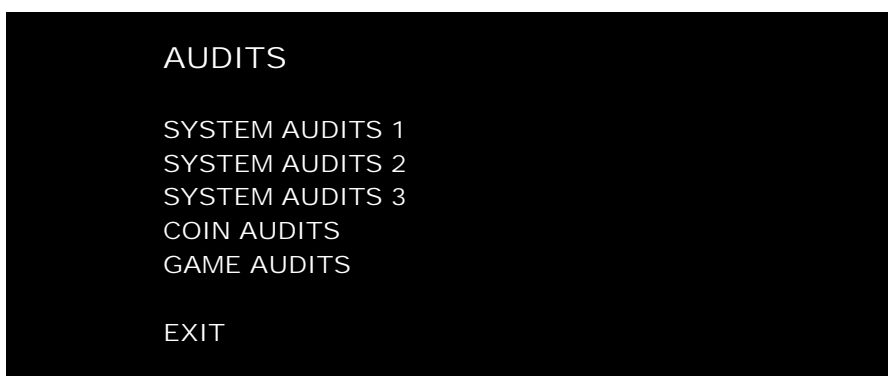 AUDITS
SYSTEM AUDITS 1
SYSTEM AUDITS 2
SYSTEM AUDITS 3
COIN AUDITS
GAME AUDITS
EXIT